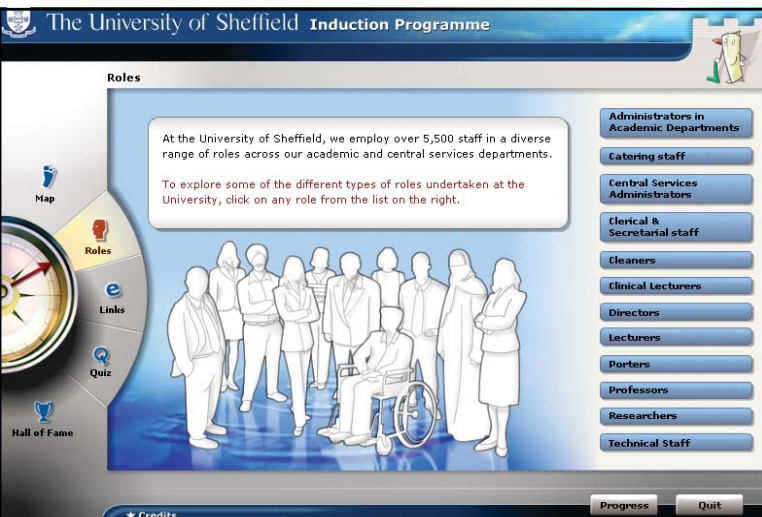 The University of Sheffield Induction Programme
Roles
At the University of Sheffield, we employ over 5,500 staff in a diverse
range of roles across our academic and central services departments.
To explore some of the different types of roles undertaken at the
University, click on any role from the list on the right.
Map
Roles
Links
Quiz
Hall of Fame
Administrators in
Academic Departments
Catering staff
Central Services
Administrators
Clerical &
Secretarial staff
Cleaners
Clinical Lecturers
Directors
Lecturers
Porters
Professors
Researchers
Technical Staff
Progress
Quit
★ Credits